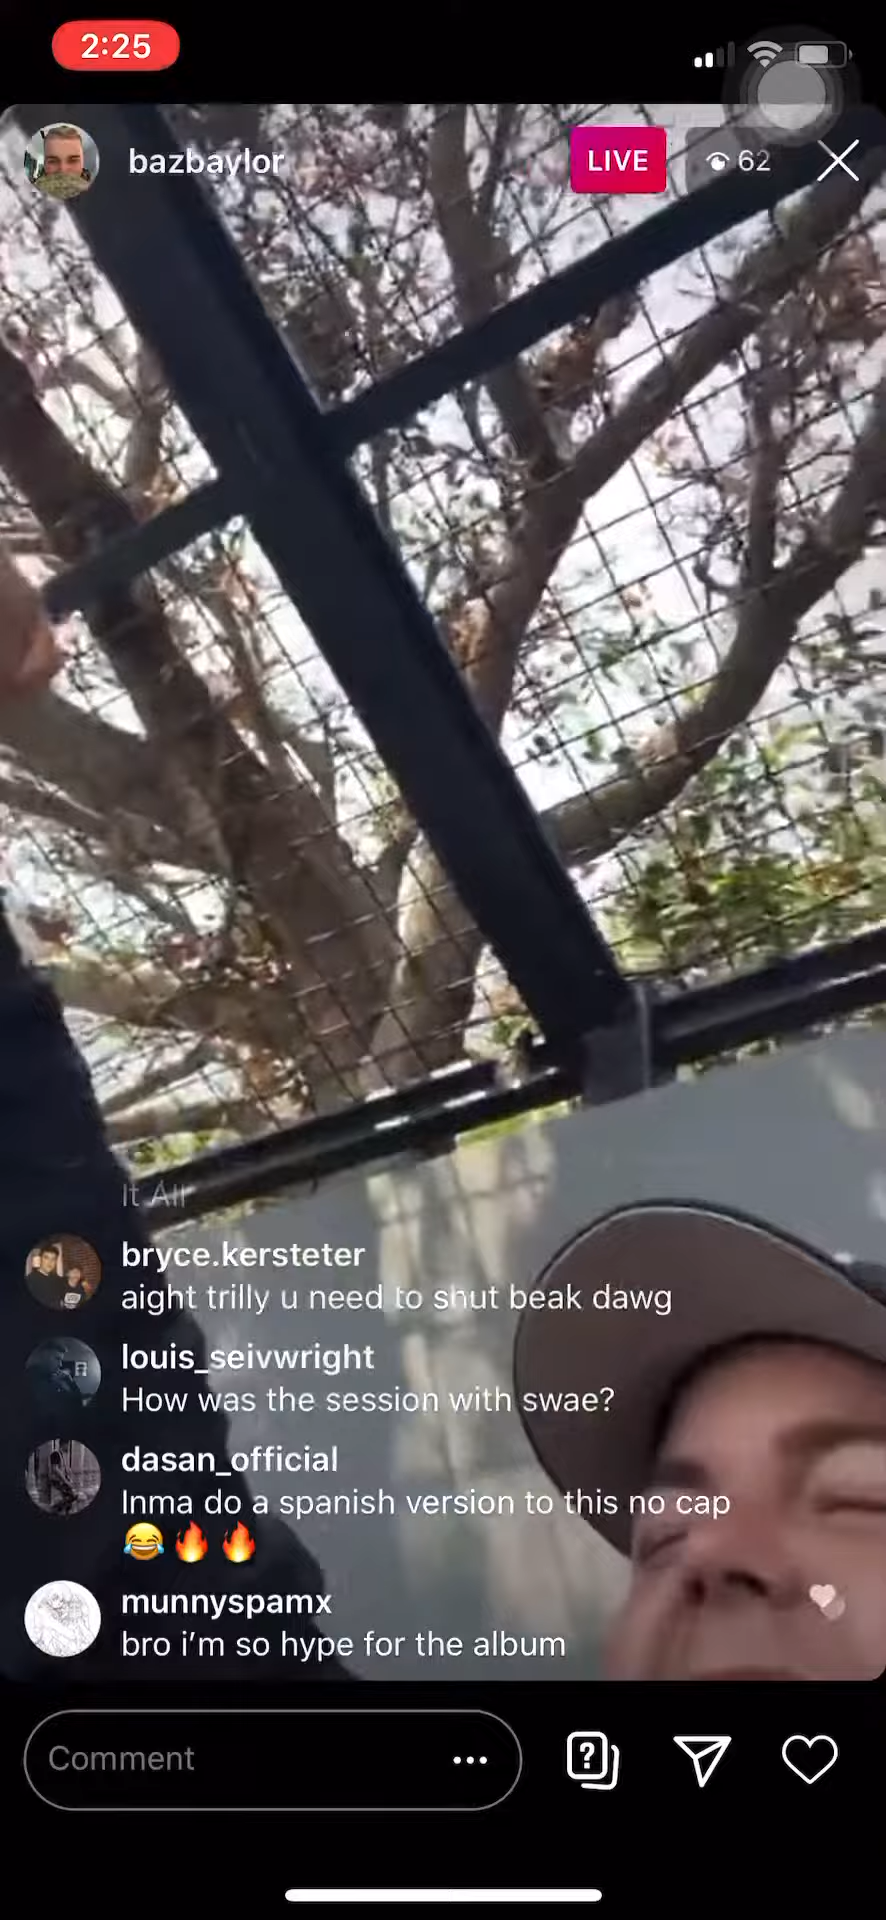 2:25
bazbaylor
LIVE
62
It All
bryce.kersteter
aight trilly u need to shut beak dawg
louis_seivwright
How was the session with swae?
dasan_official
Inma do a spanish version to this no cap
😂🔥🔥
munnyspamx
bro i'm so hype for the album
Comment